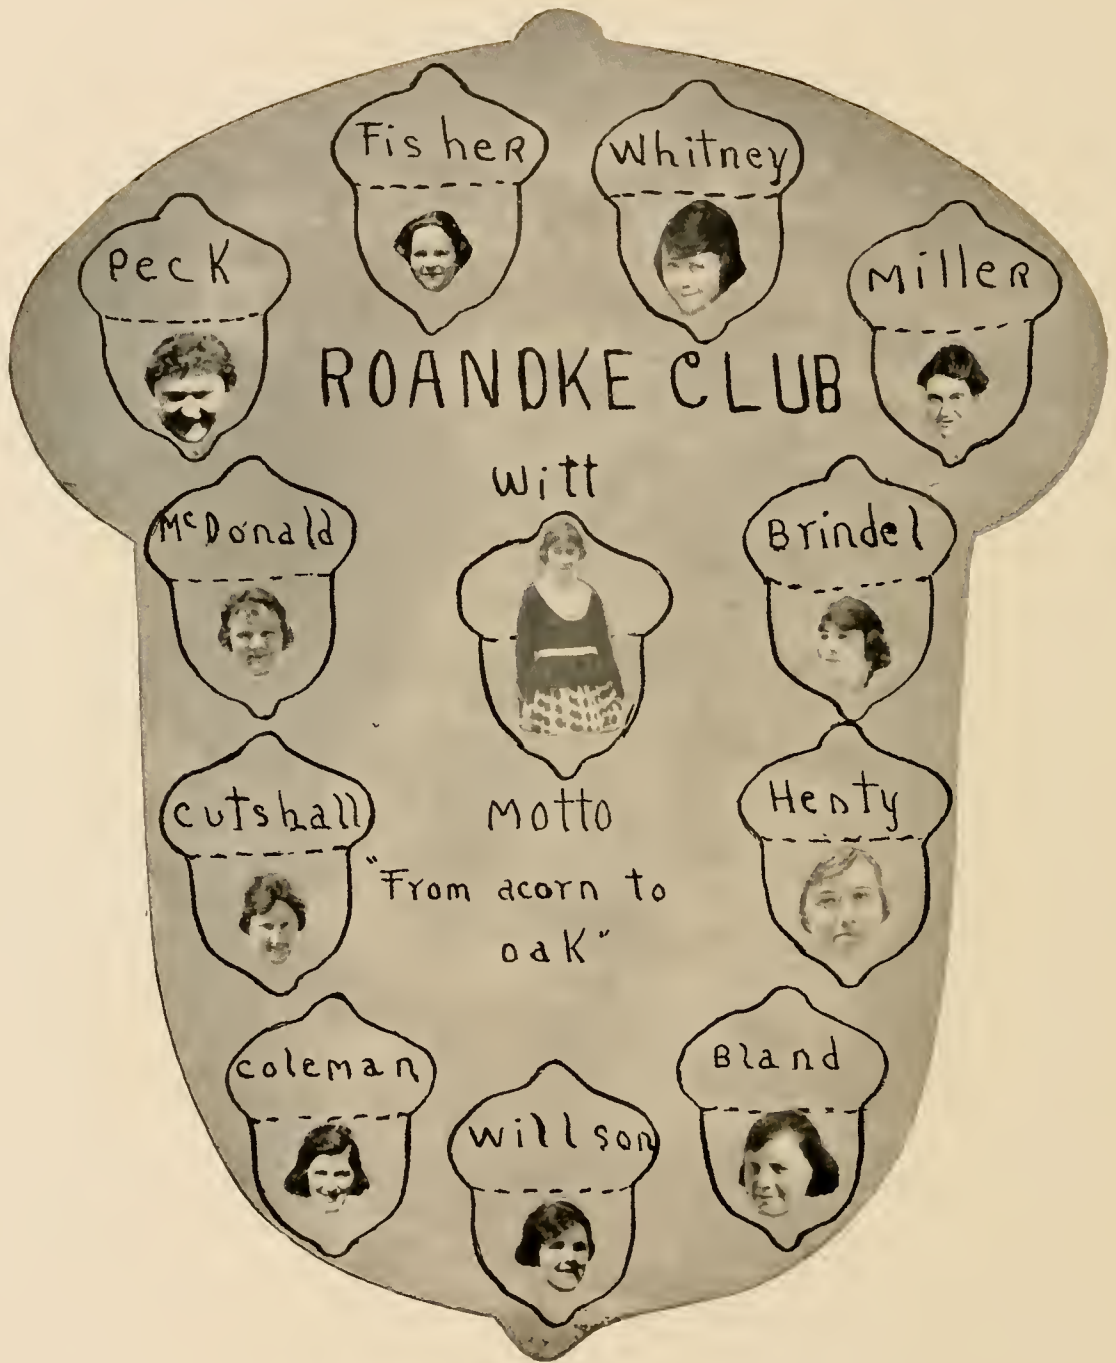 Fisher
Whitney
Peck
Miller
ROANOKE CLUB
Witt
McDonald
Brindel
Cutshall
Henty
Motto
"From acorn to
oak"
Coleman
Bland
Willson